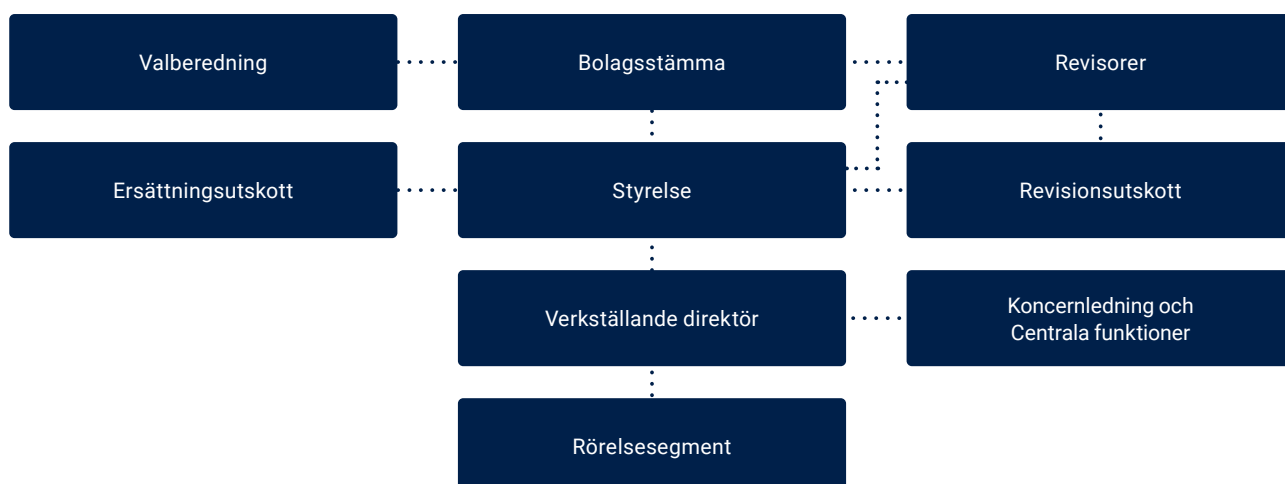 Valberedning
Bolagsstämma
Revisorer
Ersättningsutskott
Styrelse
Revisionsutskott
Verkställande direktör
Koncernledning och
Centrala funktioner
Rörelsesegment